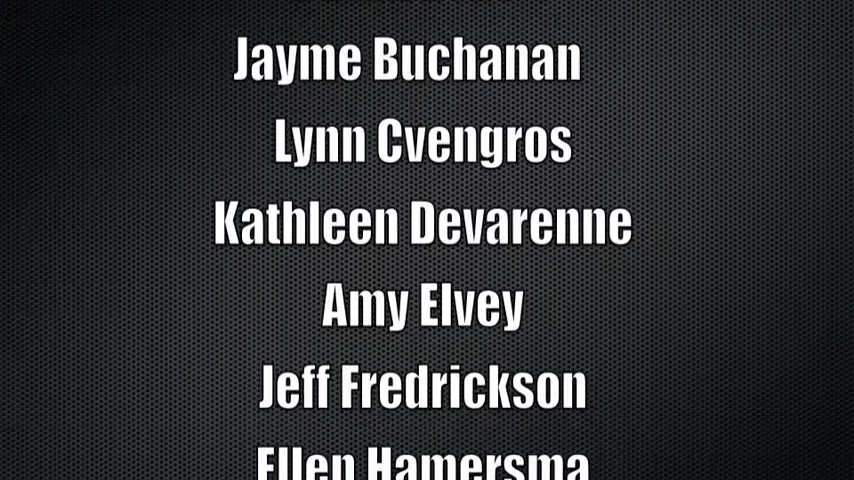 Jayme Buchanan
Lynn Cvengros
Kathleen Devarenne
Amy Elvey
Jeff Fredrickson
Ellen Hamersma